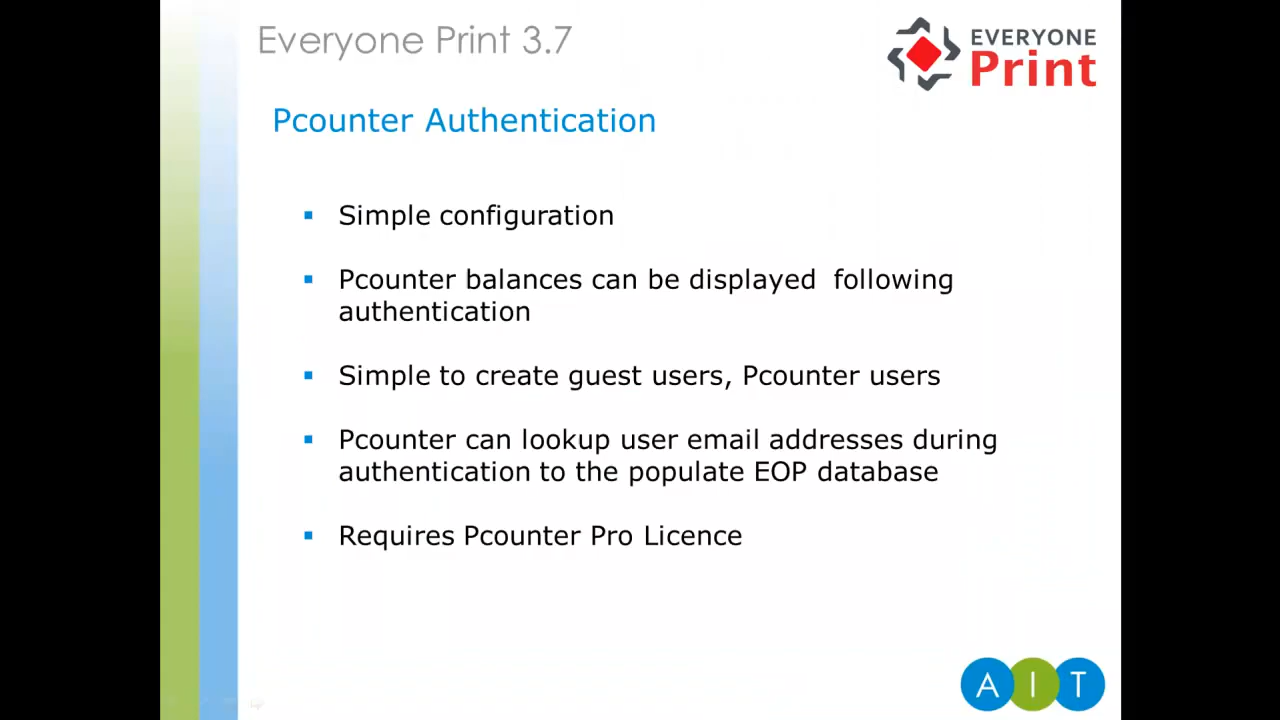 Everyone Print 3.7
EVERYONE
Print
Pcounter Authentication
▪ Simple configuration
▪ Pcounter balances can be displayed  following
authentication
▪ Simple to create guest users, Pcounter users
▪ Pcounter can lookup user email addresses during
authentication to the populate EOP database
▪ Requires Pcounter Pro Licence
A I T